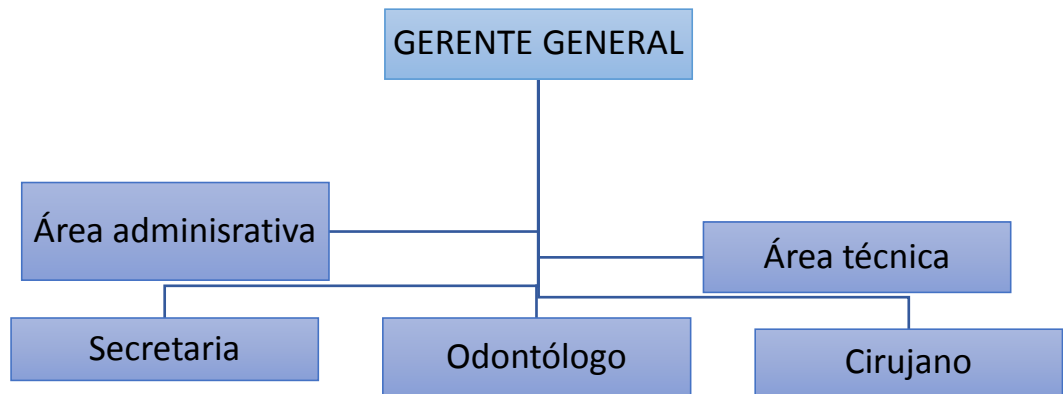 GERENTE GENERAL
Área adminisrativa
Área técnica
Secretaria
Odontólogo
Cirujano